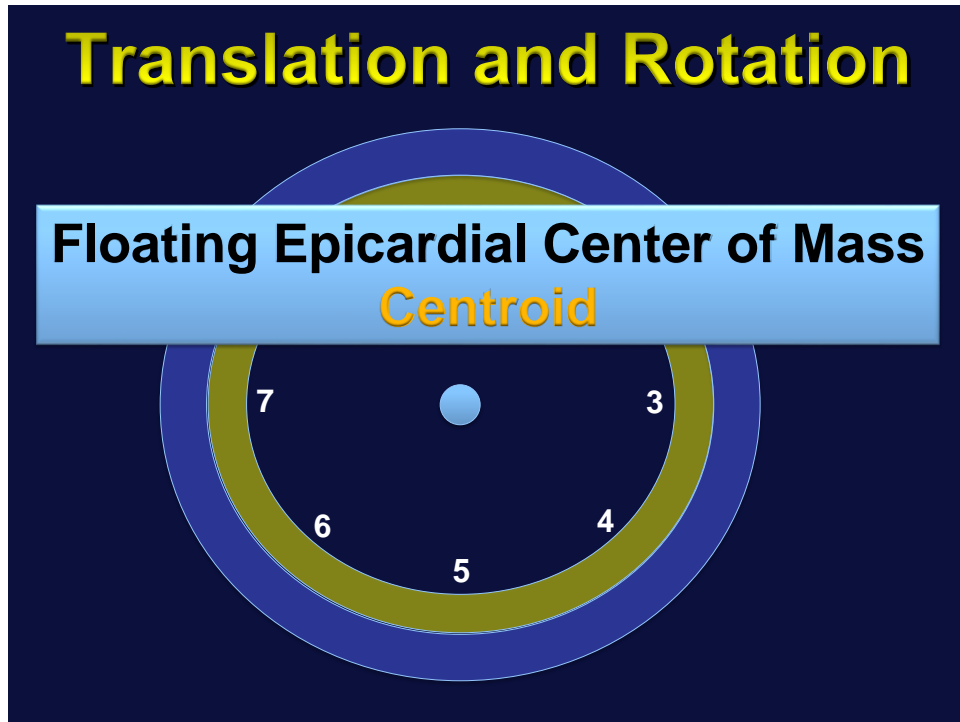 Translation and Rotation
Floating Epicardial Center of Mass
Centroid
7
3
6
4
5